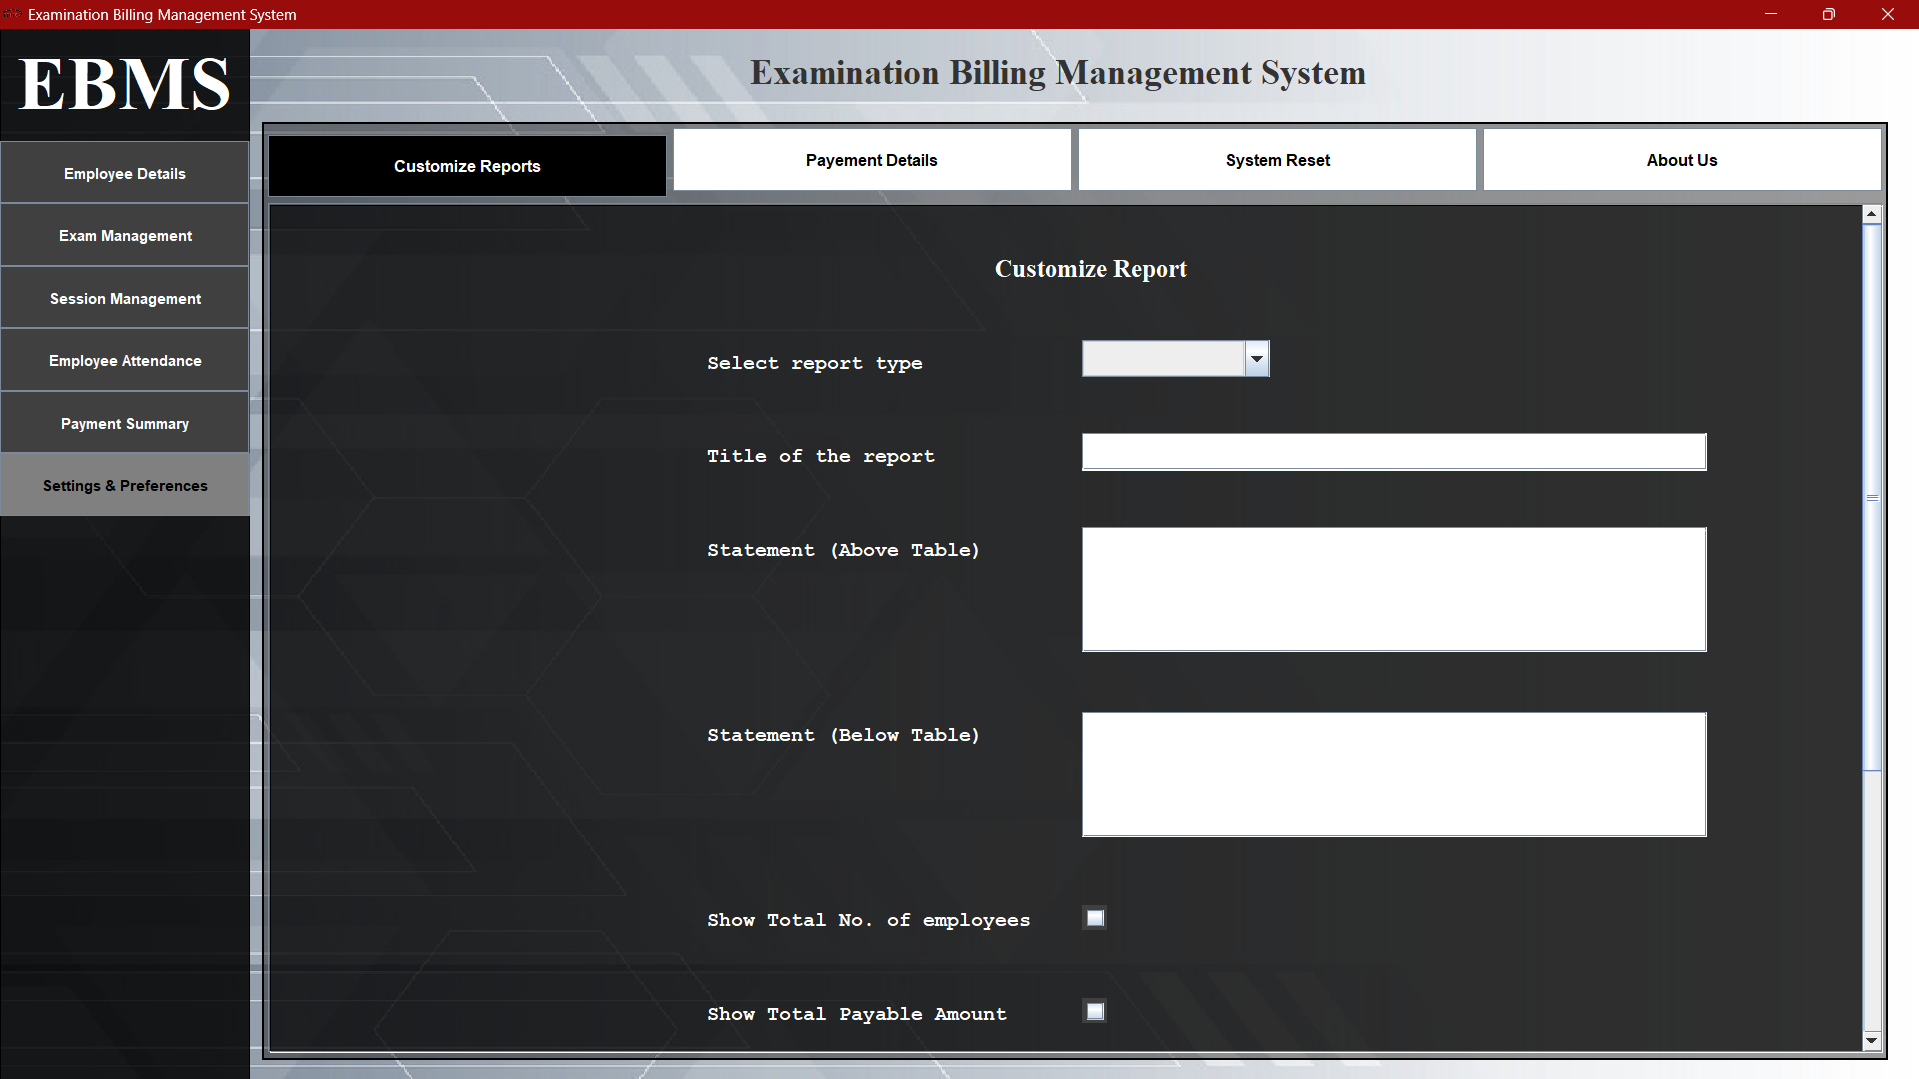 Examination Billing Management System
EBMS
Examination Billing Management System
Employee Details
Exam Management
Session Management
Employee Attendance
Payment Summary
Settings & Preferences
Customize Reports
Payement Details
System Reset
About Us
Customize Report
Select report type
Title of the report
Statement (Above Table)
Statement (Below Table)
Show Total No. of employees
Show Total Payable Amount